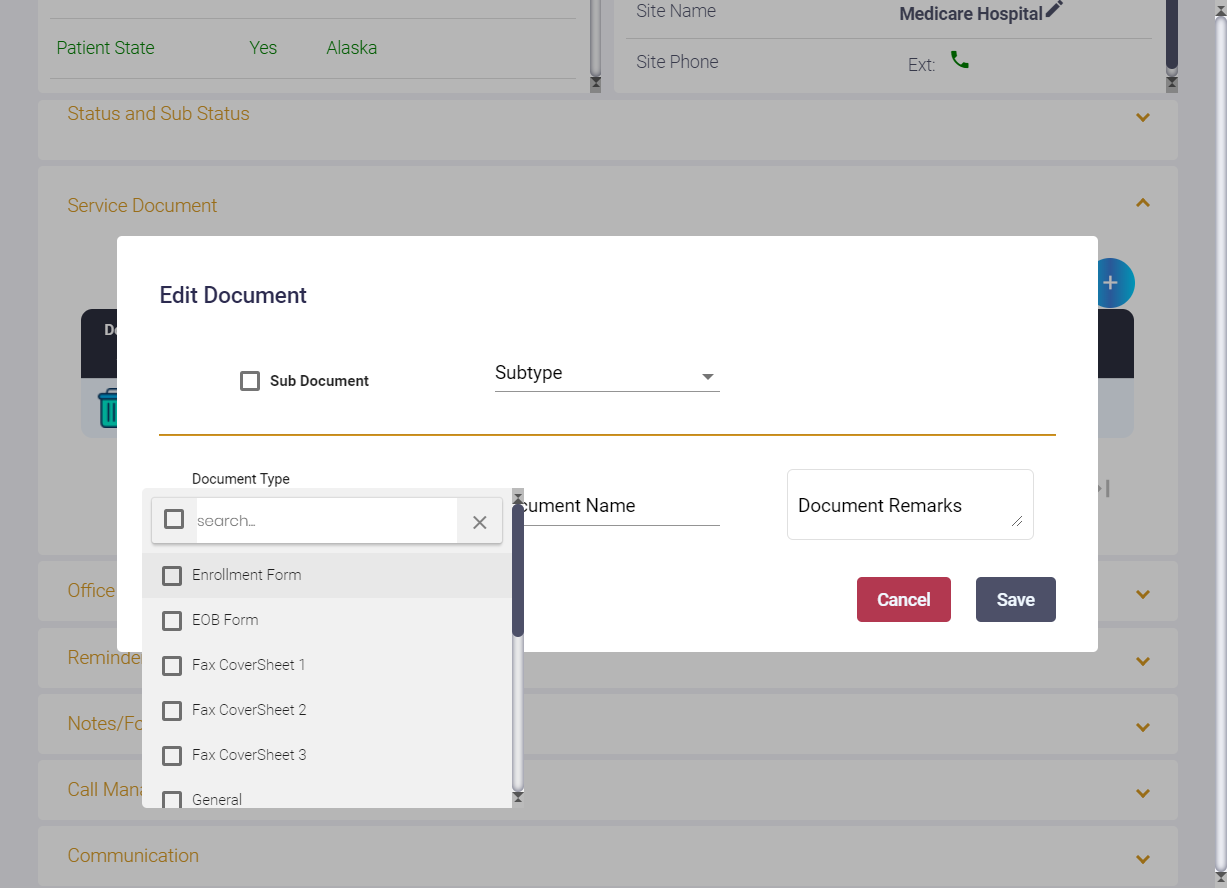 Site Name
Medicare Hospital
Patient State
Yes
Alaska
Site Phone
Ext:
Status and Sub Status
Service Document
Edit Document
+
Sub Document
Subtype
Document Type
search...
cument Name
Document Remarks
Enrollment Form
EOB Form
Fax CoverSheet 1
Fax CoverSheet 2
Fax CoverSheet 3
General
Cancel
Save
Office
Reminde
Notes/Fo
Call Mana
Communication